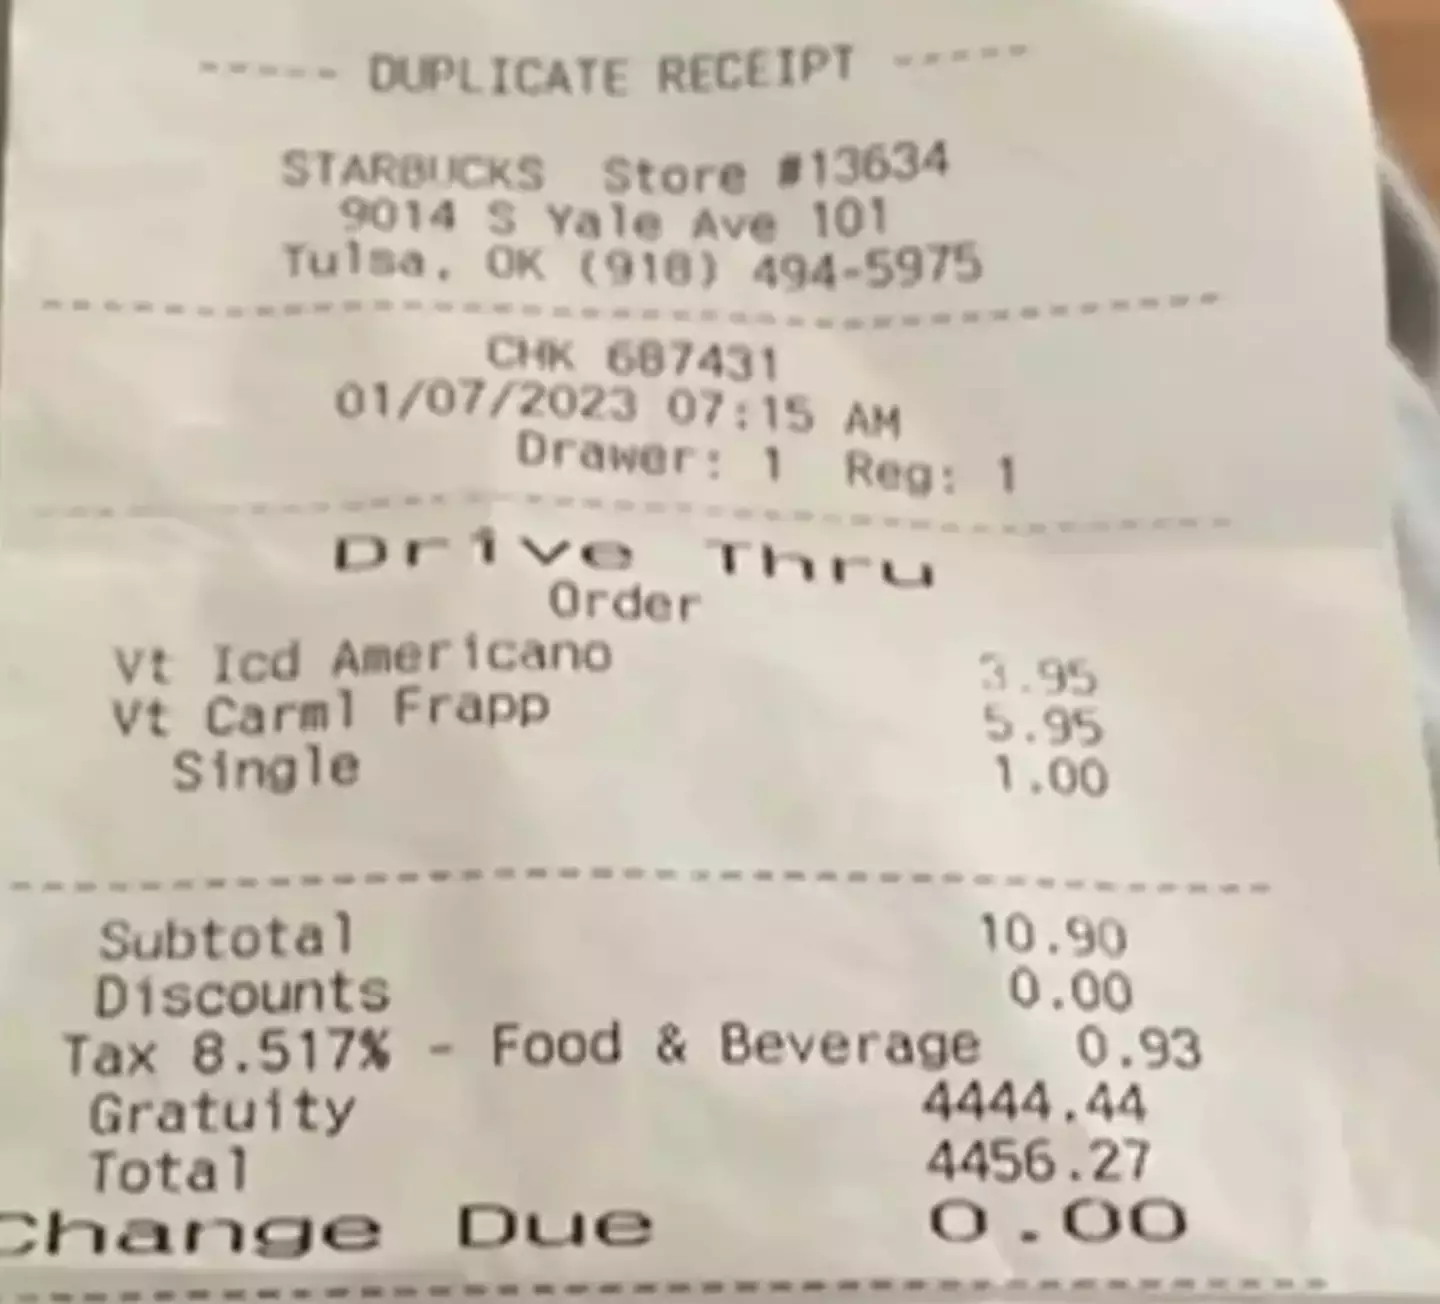 ----- DUPLICATE RECEIPT -----
STARBUCKS Store #13634
9014 S Yale Ave 101
Tulsa, OK (918) 494-5975
CHK 687431
01/07/2023 07:15 AM
Drawer: 1 Reg: 1
Drive Thru
Order
Vt Icd Americano 3.95
Vt Carml Frapp 5.95
Single 1.00
Subtotal 10.90
Discounts 0.00
Tax 8.517% - Food & Beverage 0.93
Gratuity 4444.44
Total 4456.27
Change Due 0.00